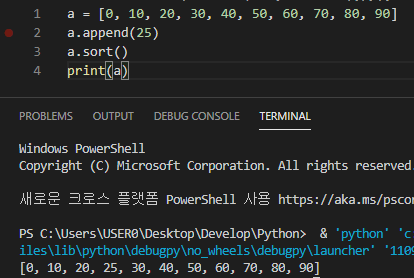 1 a = [0, 10, 20, 30, 40, 50, 60, 70, 80, 90]
2 a.append(25)
3 a.sort()
4 print(a)
PROBLEMS OUTPUT DEBUG CONSOLE TERMINAL
Windows PowerShell
Copyright (C) Microsoft Corporation. All rights reserved.
새로운 크로스 플랫폼 PowerShell 사용 https://aka.ms/pscor
PS C:\Users\USER0\Desktop\Develop\Python> & 'python' 'c
iles\lib\python\debugpy\no_wheels\debugpy\launcher' '1109
[0, 10, 20, 25, 30, 40, 50, 60, 70, 80, 90]